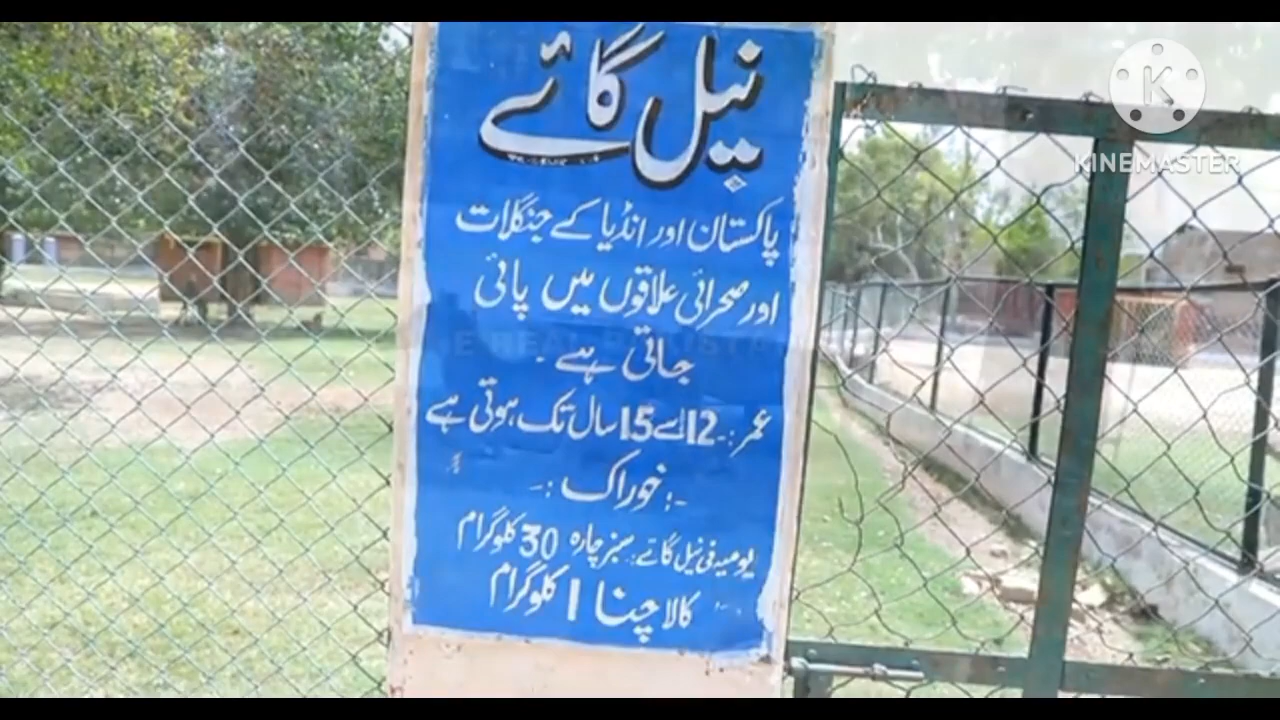 نیل گائے
پاکستان اور انڈیا کے جنگلات
اور صحرائی علاقوں میں پائی
جاتی ہے -
عمر :- 12 سے 15 سال تک ہوتی ہے
-: خوراک :-
یومیہ فی نیل گائے: سبز چارہ 30 کلوگرام
کالا چنا 1 کلوگرام
KINEMASTER